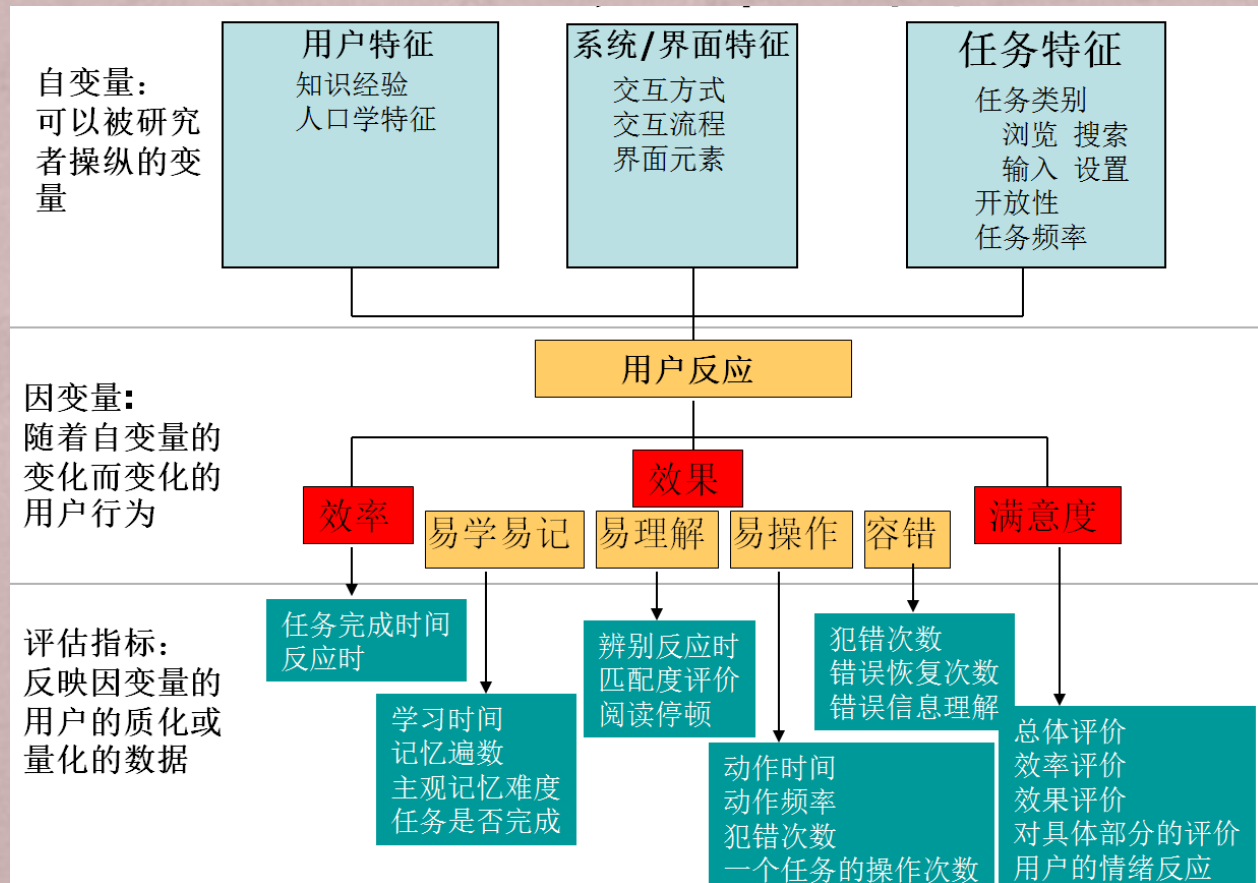 自变量：
可以被研究
者操纵的变
量
用户特征
知识经验
人口学特征
系统/界面特征
交互方式
交互流程
界面元素
任务特征
任务类别
浏览 搜索
输入 设置
开放性
任务频率
因变量:
随着自变量的
变化而变化的
用户行为
用户反应
效率
效果
满意度
易学易记
易理解
易操作
容错
评估指标：
反映因变量的
用户的质化或
量化的数据
任务完成时间
反应时
学习时间
记忆遍数
主观记忆难度
任务是否完成
辨别反应时
匹配度评价
阅读停顿
动作时间
动作频率
犯错次数
一个任务的操作次数
犯错次数
错误恢复次数
错误信息理解
总体评价
效率评价
效果评价
对具体部分的评价
用户的情绪反应